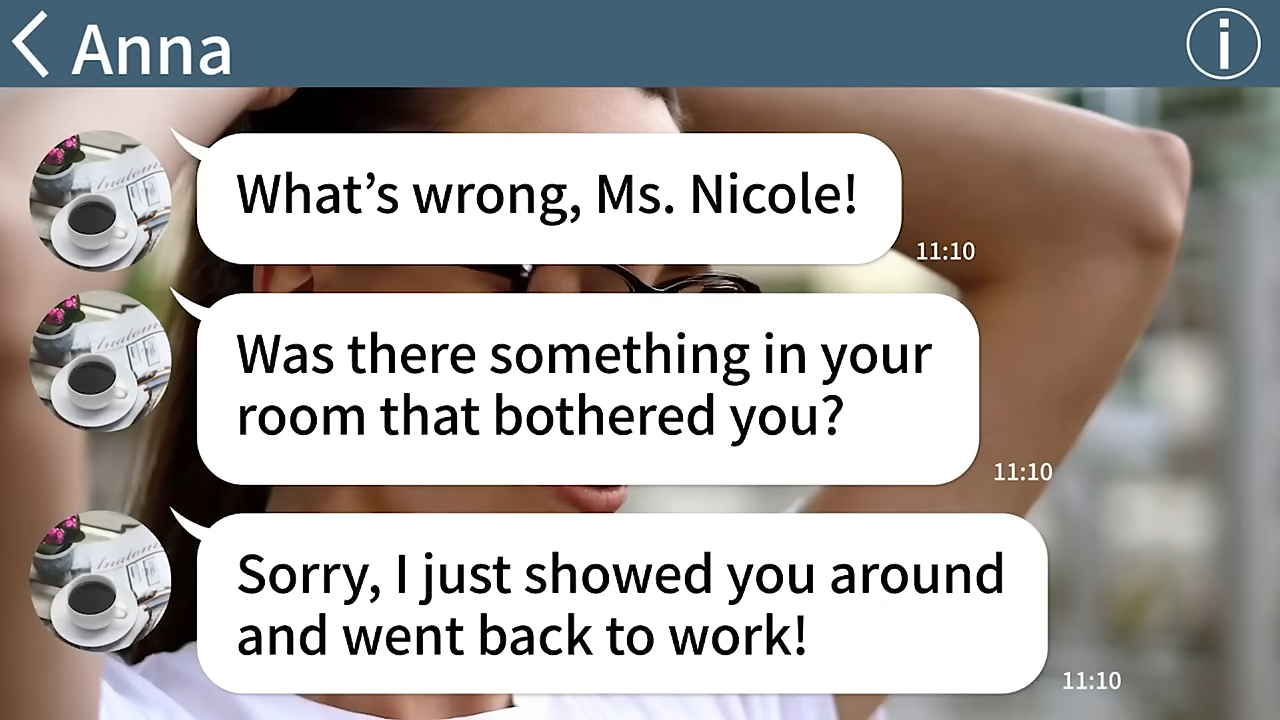 Anna
What’s wrong, Ms. Nicole!
11:10
Was there something in your
room that bothered you?
11:10
Sorry, I just showed you around
and went back to work!
11:10